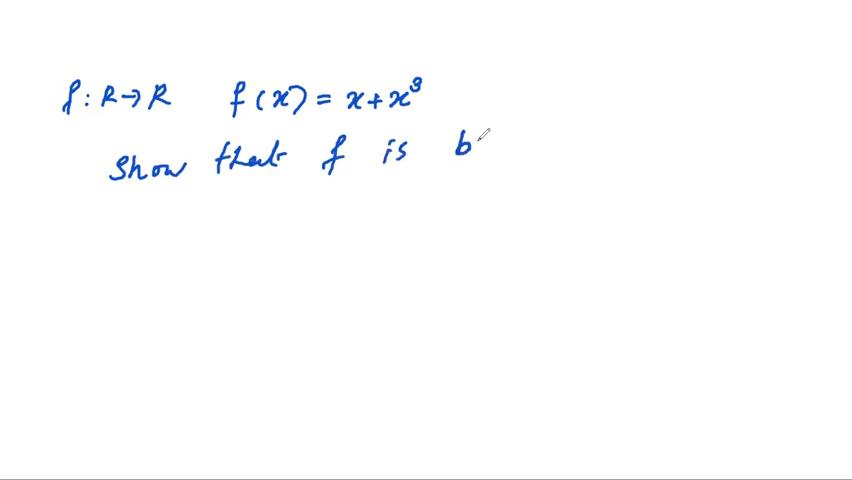 f : R → R f(x) = x + x³
Show that f is b